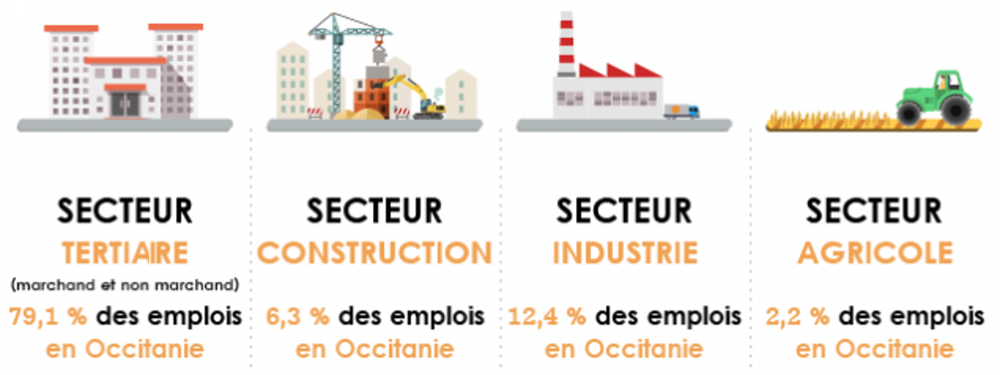 SECTEUR
TERTIAIRE
(marchand et non marchand)
79,1 % des emplois
en Occitanie
SECTEUR
CONSTRUCTION
6,3 % des emplois
en Occitanie
SECTEUR
INDUSTRIE
12,4 % des emplois
en Occitanie
SECTEUR
AGRICOLE
2,2 % des emplois
en Occitanie